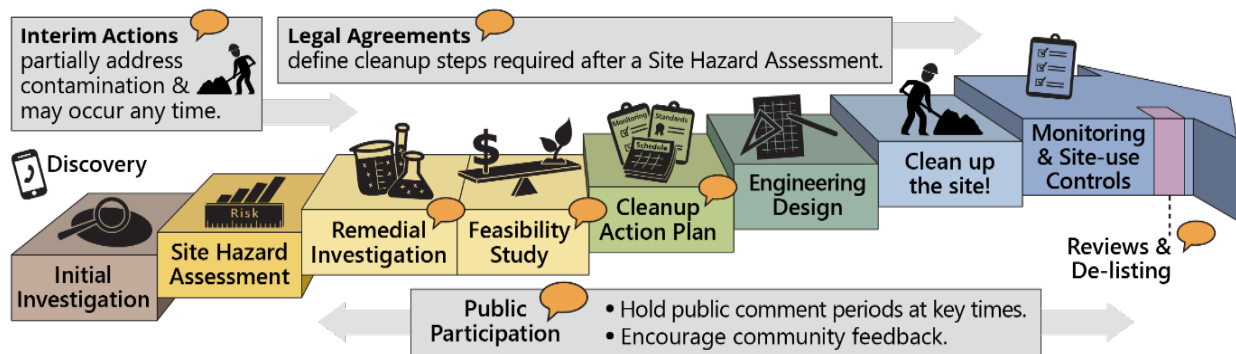 Interim Actions
partially address
contamination &
may occur any time.
Legal Agreements
define cleanup steps required after a Site Hazard Assessment.
Discovery
Initial
Investigation
Risk
Site Hazard
Assessment
Remedial
Investigation
$
Feasibility
Study
Monitoring
Standards
Schedule
Cleanup
Action Plan
Engineering
Design
Clean up
the site!
Monitoring
& Site-use
Controls
Reviews &
De-listing
Public
Participation
• Hold public comment periods at key times.
• Encourage community feedback.